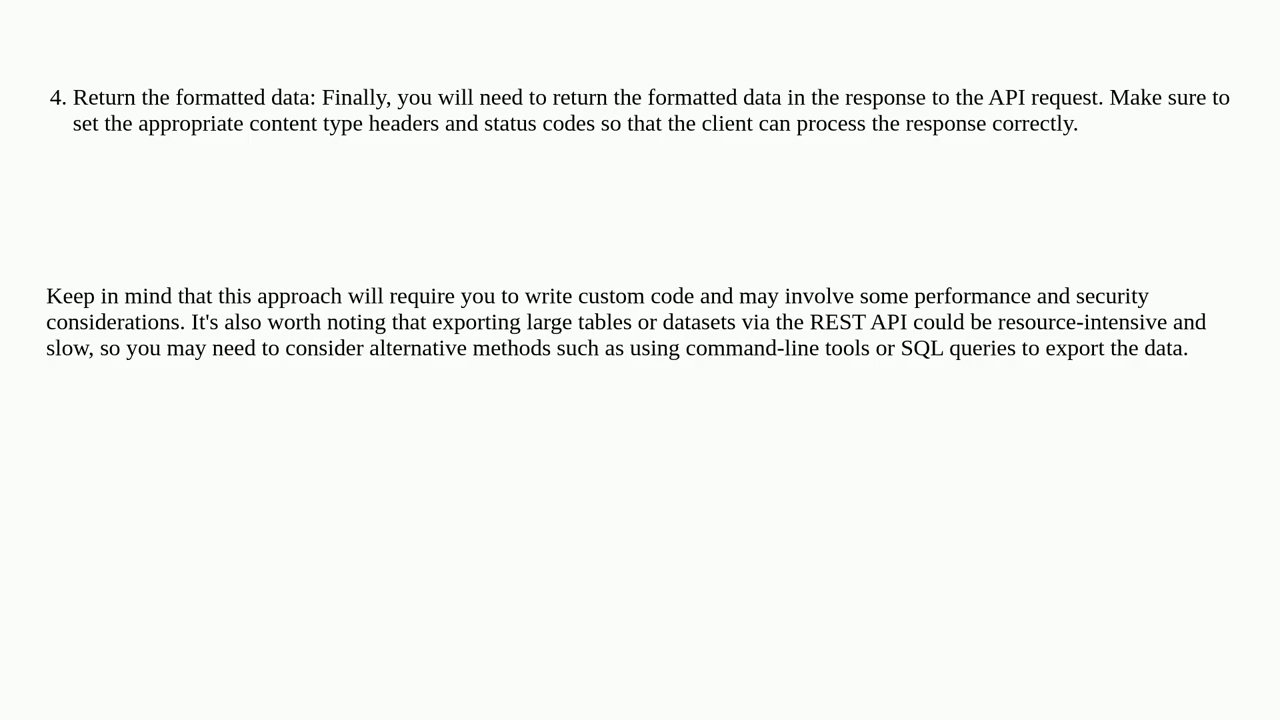 4. Return the formatted data: Finally, you will need to return the formatted data in the response to the API request. Make sure to
set the appropriate content type headers and status codes so that the client can process the response correctly.
Keep in mind that this approach will require you to write custom code and may involve some performance and security
considerations. It's also worth noting that exporting large tables or datasets via the REST API could be resource-intensive and
slow, so you may need to consider alternative methods such as using command-line tools or SQL queries to export the data.